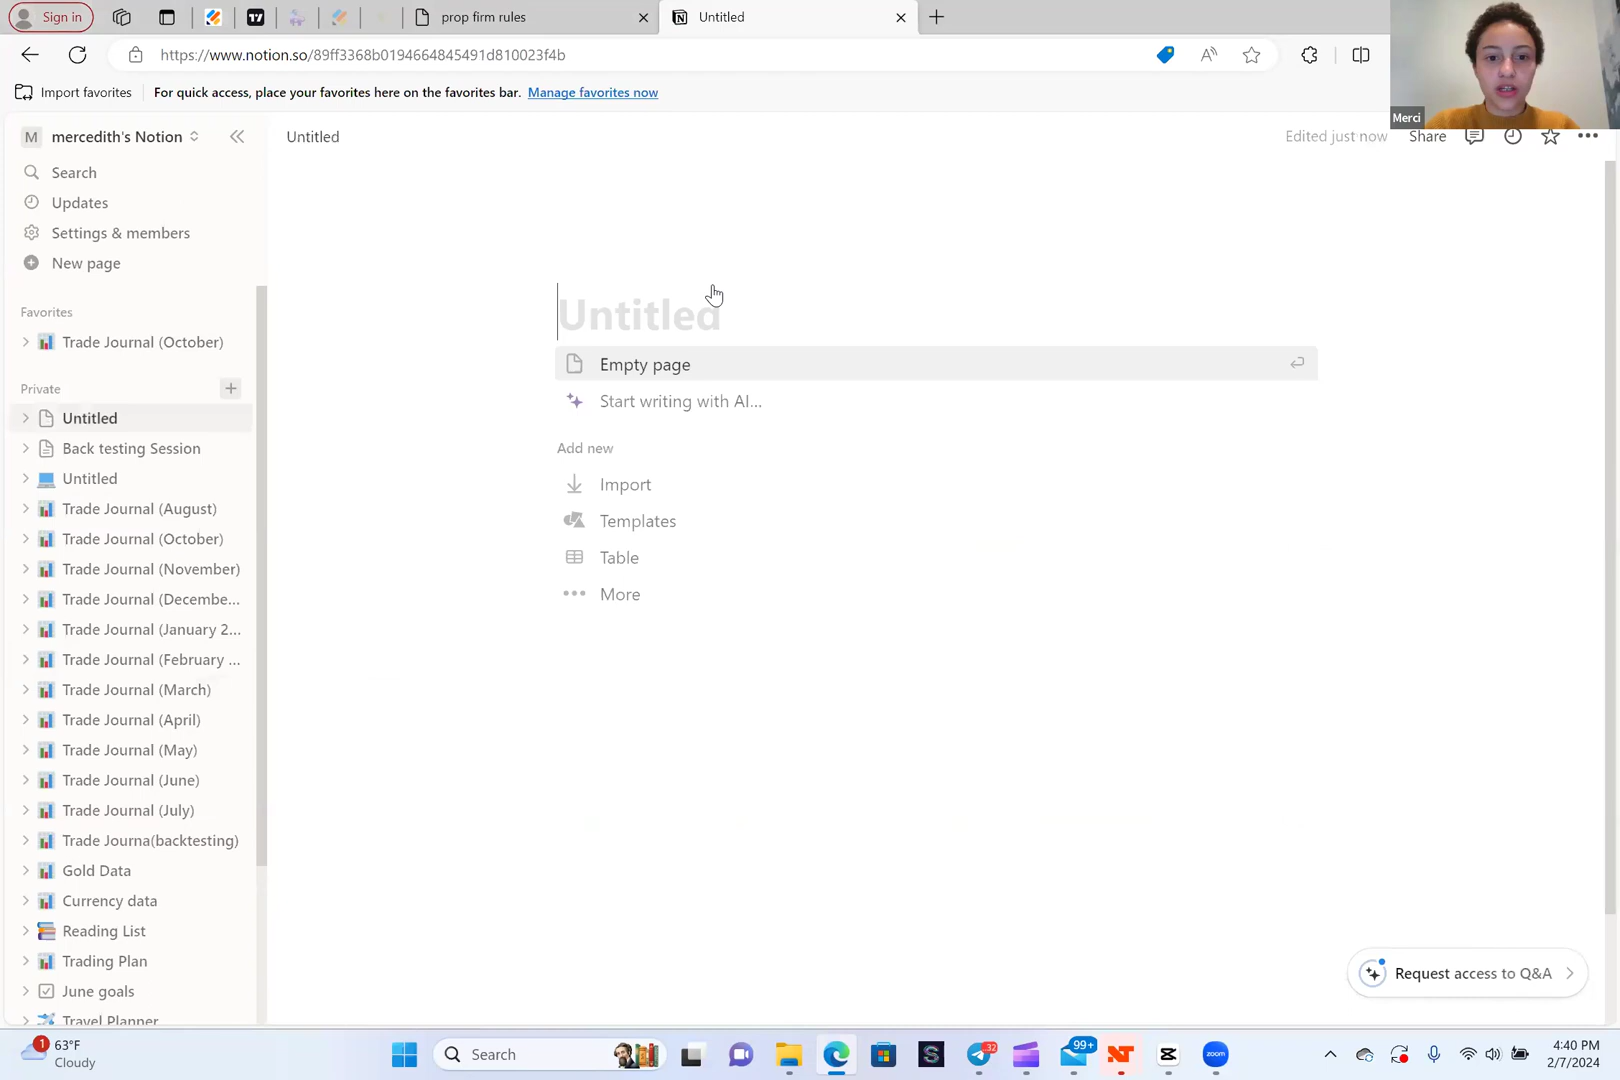 Sign in
prop firm rules
Untitled
https://www.notion.so/89ff3368b0194664845491d810023f4b
Import favorites
For quick access, place your favorites here on the favorites bar. Manage favorites now
Merci
M mercedith's Notion
Untitled
Edited just now
Share
Search
Updates
Settings & members
New page
Favorites
Trade Journal (October)
Private
Untitled
Back testing Session
Untitled
Trade Journal (August)
Trade Journal (October)
Trade Journal (November)
Trade Journal (Decembe...
Trade Journal (January 2...
Trade Journal (February ...
Trade Journal (March)
Trade Journal (April)
Trade Journal (May)
Trade Journal (June)
Trade Journal (July)
Trade Journa(backtesting)
Gold Data
Currency data
Reading List
Trading Plan
June goals
Travel Planner
Untitled
Empty page
Start writing with AI...
Add new
Import
Templates
Table
More
Request access to Q&A
1
63°F
Cloudy
Search
32
99+
zoom
4:40 PM
2/7/2024